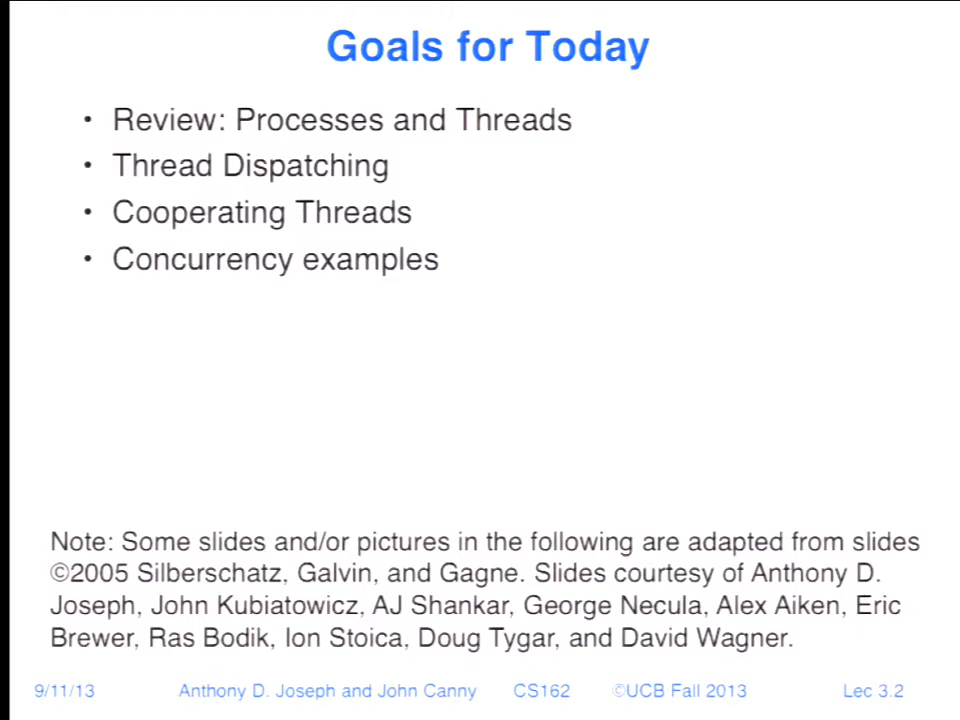 Goals for Today
• Review: Processes and Threads
• Thread Dispatching
• Cooperating Threads
• Concurrency examples
Note: Some slides and/or pictures in the following are adapted from slides
©2005 Silberschatz, Galvin, and Gagne. Slides courtesy of Anthony D.
Joseph, John Kubiatowicz, AJ Shankar, George Necula, Alex Aiken, Eric
Brewer, Ras Bodik, Ion Stoica, Doug Tygar, and David Wagner.
9/11/13 Anthony D. Joseph and John Canny CS162 ©UCB Fall 2013 Lec 3.2